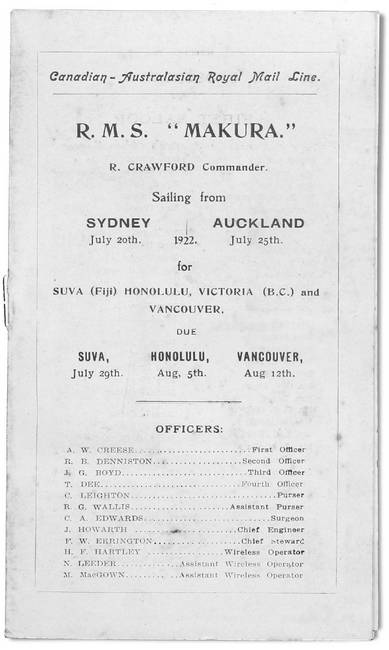 Canadian-Australasian Royal Mail Line.
R. M. S. "MAKURA."
R. CRAWFORD Commander.
Sailing from
SYDNEY AUCKLAND
July 20th. 1922. July 25th.
for
SUVA (Fiji) HONOLULU, VICTORIA (B.C.) and
VANCOUVER.
DUE
SUVA, HONOLULU, VANCOUVER,
July 29th. Aug, 5th. Aug 12th.
OFFICERS:
A. W. CREESE..............................First Officer
R. B. DENNISTON......................Second Officer
J. G. BOYD.................................Third Officer
T. DEE.......................................Fourth Officer
C. LEIGHTON..........................................Purser
R. G. WALLIS...........................Assistant Purser
C. A. EDWARDS....................................Surgeon
J. HOWARTH ............................Chief Engineer
F. W. ERRINGTON......................Chief Steward
H. F. HARTLEY ...................Wireless Operator
N. LEEDER ...............Assistant Wireless Operator
M. MacGOWN..............Assistant Wireless Operator